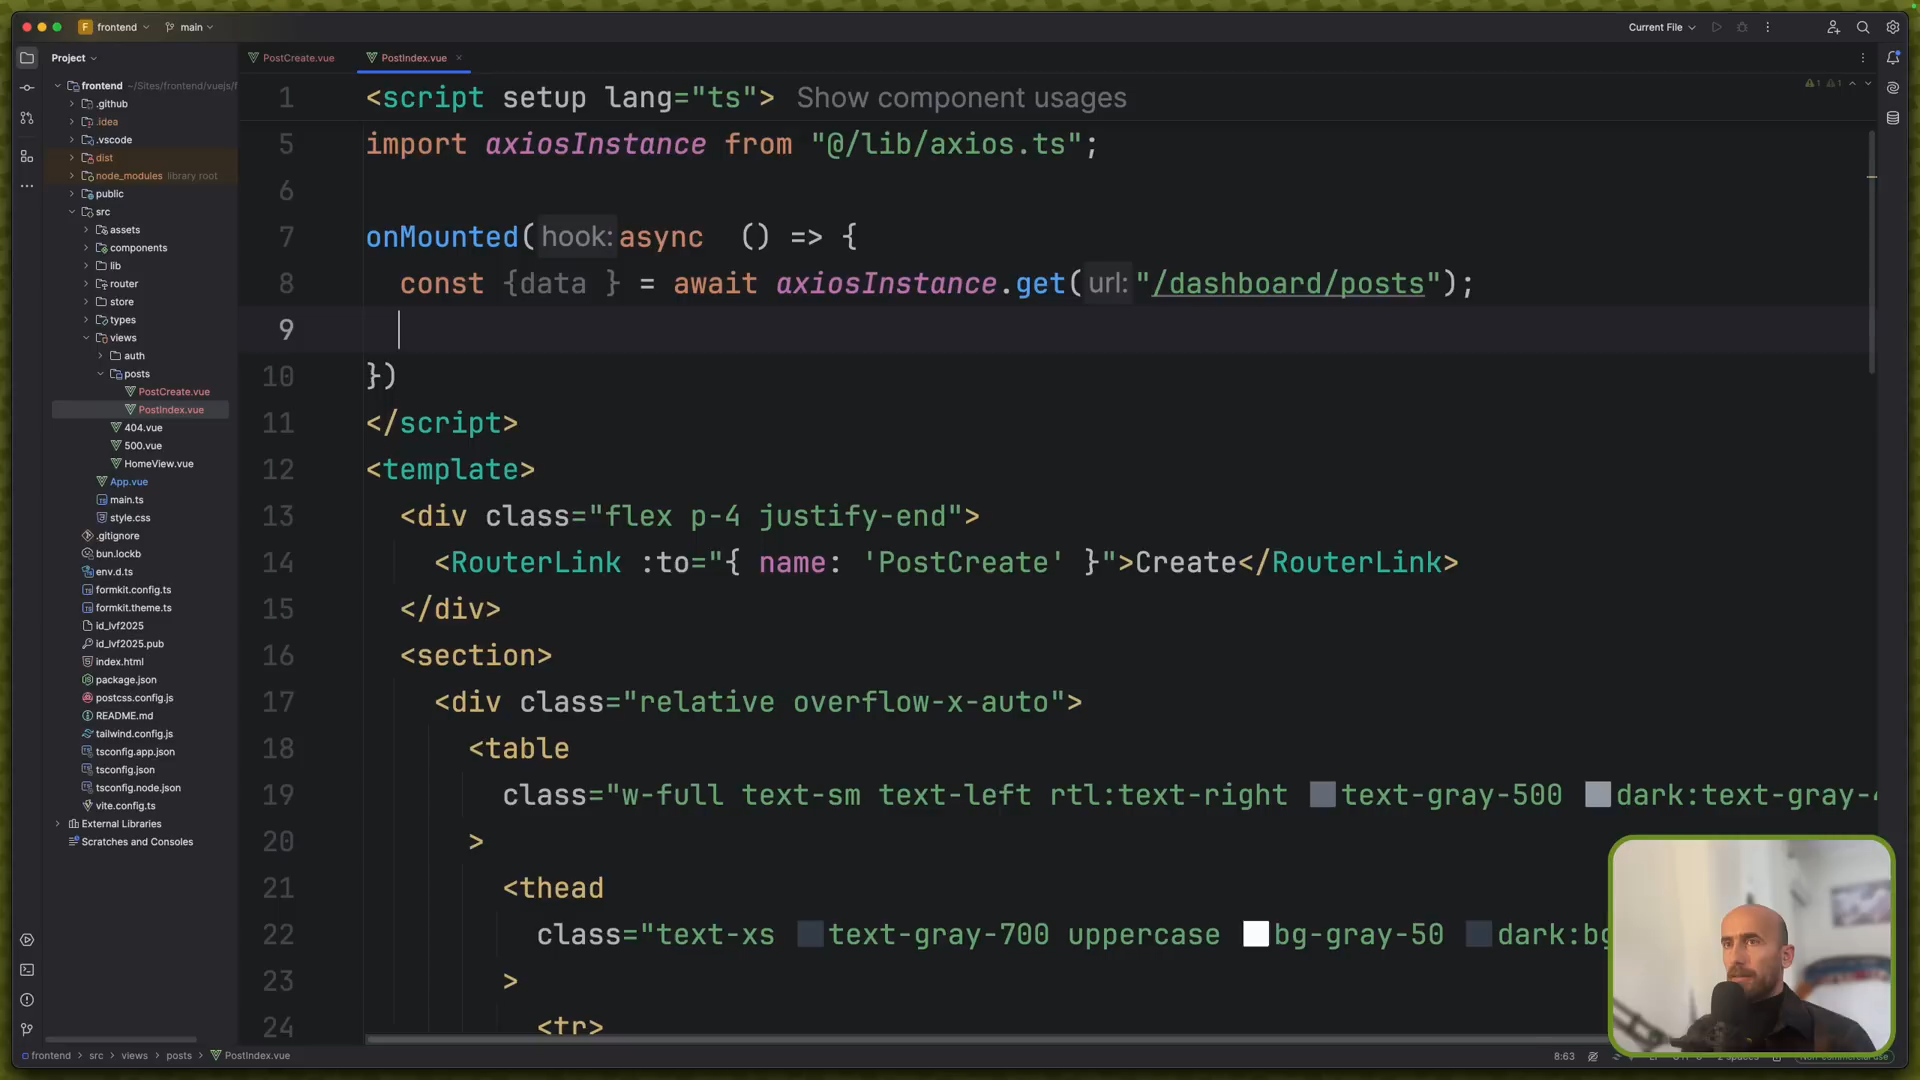 F frontend main Current File
Project PostCreate.vue PostIndex.vue
frontend ~/Sites/frontend/vuejs/f
.github
.idea
.vscode
dist
node_modules library root
public
src
assets
components
lib
router
store
types
views
auth
posts
PostCreate.vue
PostIndex.vue
404.vue
500.vue
HomeView.vue
App.vue
main.ts
style.css
.gitignore
bun.lockb
env.d.ts
formkit.config.ts
formkit.theme.ts
id_lvf2025
id_lvf2025.pub
index.html
package.json
postcss.config.js
README.md
tailwind.config.js
tsconfig.app.json
tsconfig.json
tsconfig.node.json
vite.config.ts
External Libraries
Scratches and Consoles
1 <script setup lang="ts"> Show component usages
5 import axiosInstance from "@/lib/axios.ts";
6
7 onMounted( hook: async () => {
8 const {data } = await axiosInstance.get( url: "/dashboard/posts");
9
10 })
11 </script>
12 <template>
13 <div class="flex p-4 justify-end">
14 <RouterLink :to="{ name: 'PostCreate' }">Create</RouterLink>
15 </div>
16 <section>
17 <div class="relative overflow-x-auto">
18 <table
19 class="w-full text-sm text-left rtl:text-right text-gray-500 dark:text-gray-4
20 >
21 <thead
22 class="text-xs text-gray-700 uppercase bg-gray-50 dark:bg
23 >
24 <tr>
frontend > src > views > posts > PostIndex.vue 8:63